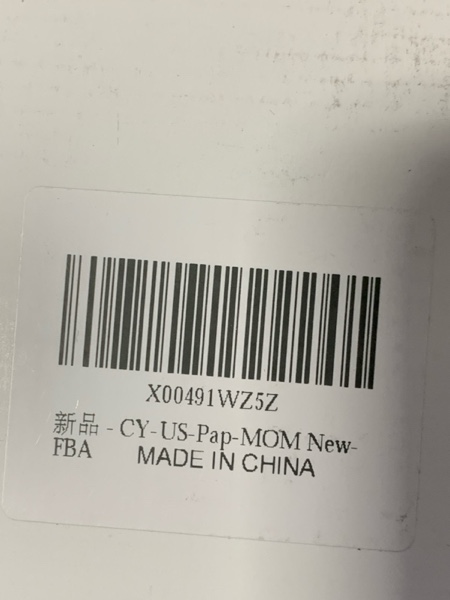 X00491WZ5Z
新品 - CY-US-Pap-MOM New-
FBA MADE IN CHINA